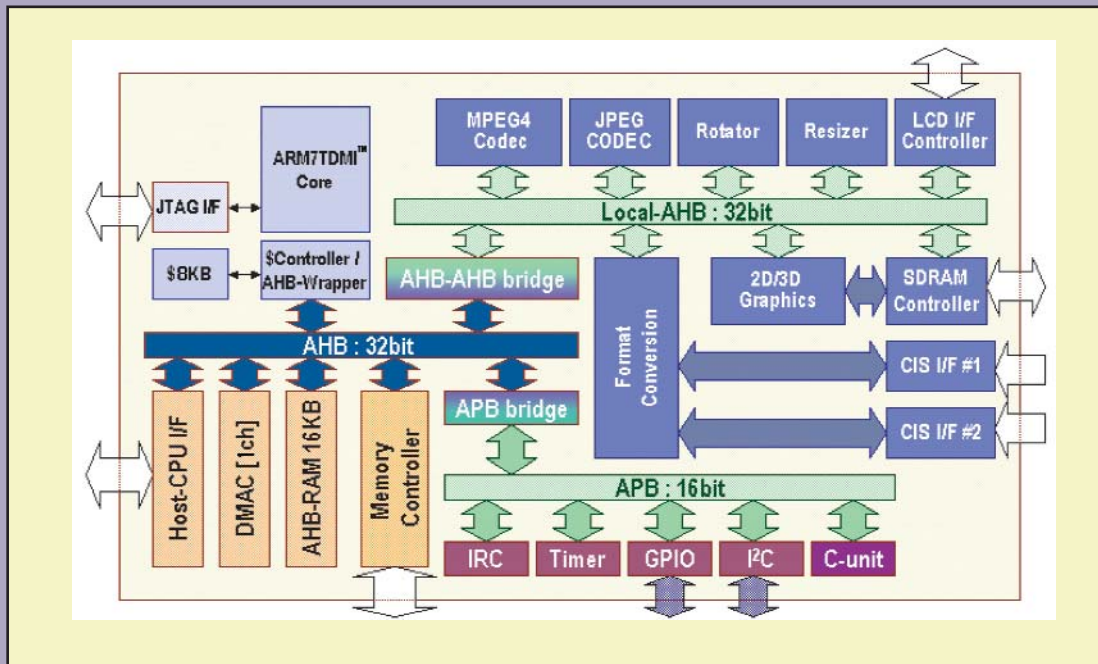 MPEG4
Codec
JPEG
CODEC
Rotator
Resizer
LCD I/F
Controller
ARM7TDMI™
Core
JTAG I/F
Local-AHB : 32bit
$8KB
$Controller /
AHB-Wrapper
AHB-AHB bridge
Format
Conversion
2D/3D
Graphics
SDRAM
Controller
AHB : 32bit
CIS I/F #1
APB bridge
CIS I/F #2
Host-CPU I/F
DMAC [1ch]
AHB-RAM 16KB
Memory
Controller
APB : 16bit
IRC
Timer
GPIO
I²C
C-unit